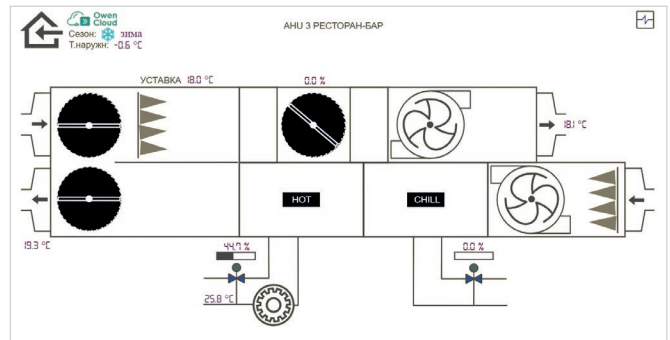 Owen
Cloud
AHU 3 РЕСТОРАН-БАР
Сезон: зима
Т.наружн: -0.6 °C
УСТАВКА 18.0 °C
0.0 %
18.1 °C
HOT
CHILL
19.3 °C
44.7 %
0.0 %
25.8 °C